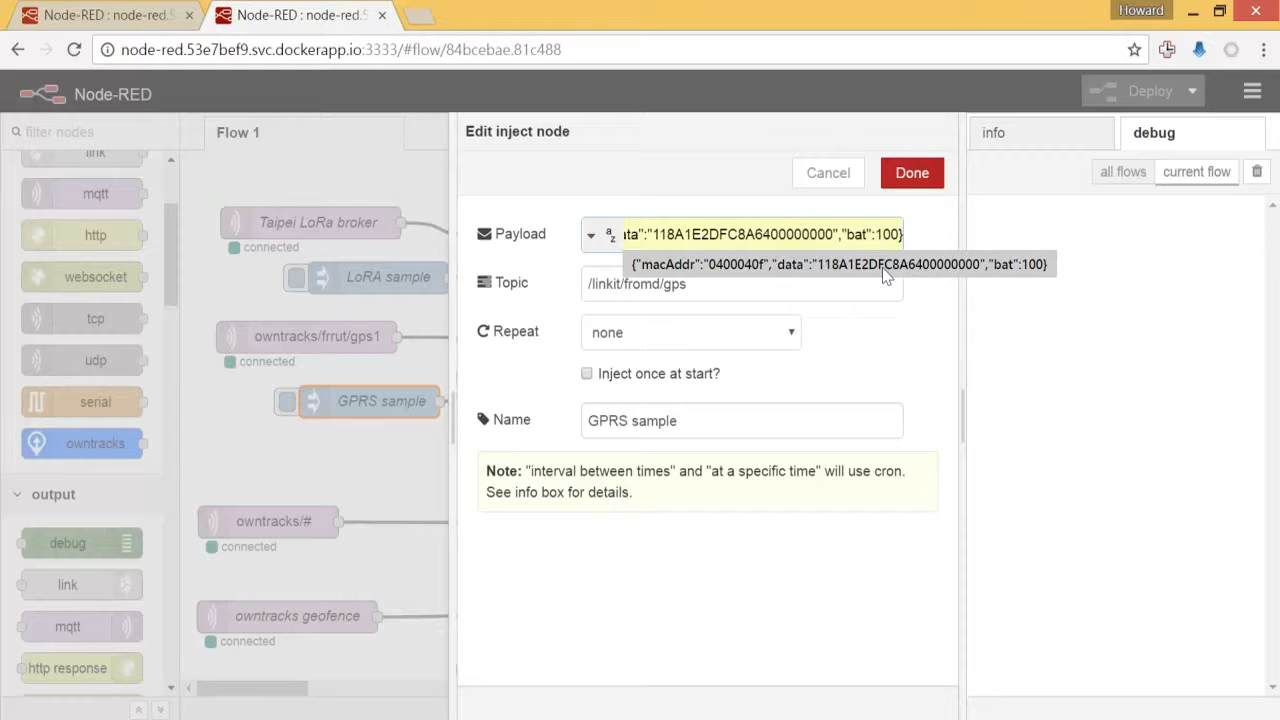 Node-RED : node-red.5
Node-RED : node-red.5
Howard
node-red.53e7bef9.svc.dockerapp.io:3333/#flow/84bcebae.81c488
Node-RED
Deploy
filter nodes
link
mqtt
http
websocket
tcp
udp
serial
owntracks
output
debug
link
mqtt
http response
Flow 1
Taipei LoRa broker
connected
LoRA sample
owntracks/frrut/gps1
connected
GPRS sample
owntracks/#
connected
owntracks geofence
connected
Edit inject node
Cancel
Done
Payload
az
ata":"118A1E2DFC8A6400000000","bat":100}
{"macAddr":"0400040f","data":"118A1E2DFC8A6400000000","bat":100}
Topic
/linkit/fromd/gps
Repeat
none
Inject once at start?
Name
GPRS sample
Note: "interval between times" and "at a specific time" will use cron.
See info box for details.
info
debug
all flows
current flow